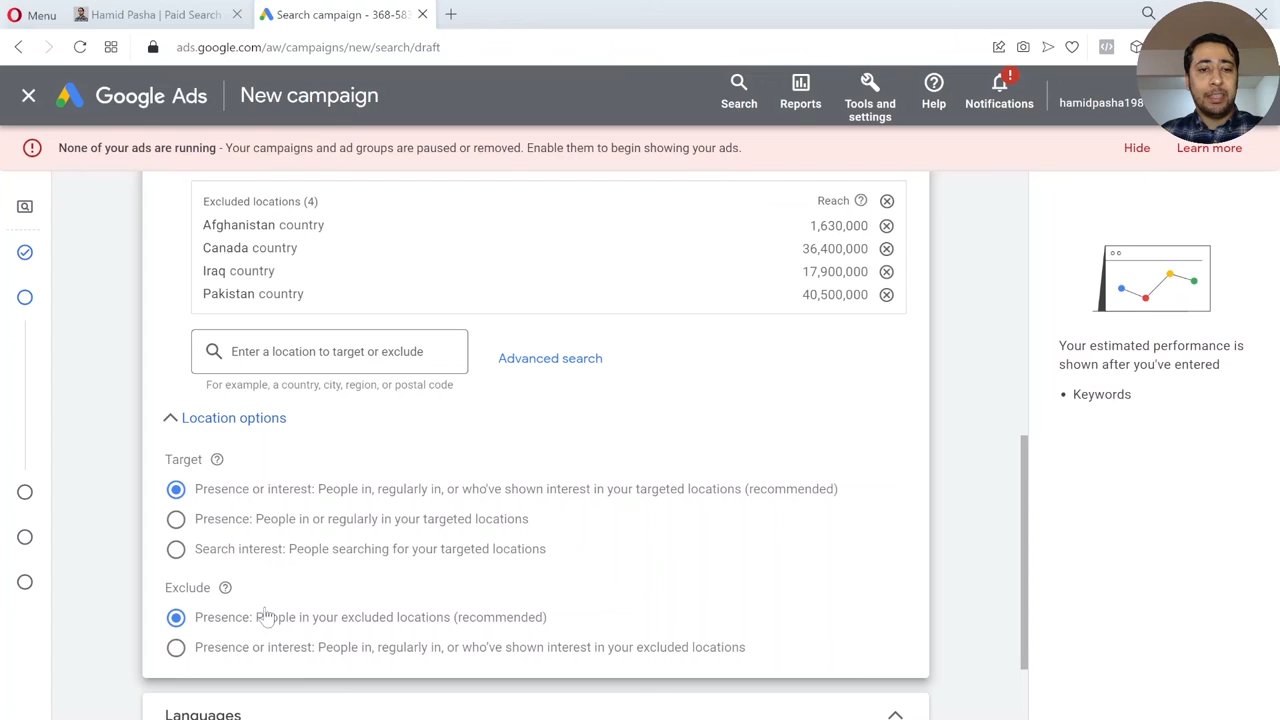 Menu
Hamid Pasha | Paid Search
Search campaign - 368-583
ads.google.com/aw/campaigns/new/search/draft
Google Ads
New campaign
Search
Reports
Tools and settings
Help
Notifications
hamidpasha198
None of your ads are running - Your campaigns and ad groups are paused or removed. Enable them to begin showing your ads.
Hide
Learn more
Excluded locations (4)
Reach
Afghanistan country
1,630,000
Canada country
36,400,000
Iraq country
17,900,000
Pakistan country
40,500,000
Enter a location to target or exclude
Advanced search
For example, a country, city, region, or postal code
Location options
Target
Presence or interest: People in, regularly in, or who've shown interest in your targeted locations (recommended)
Presence: People in or regularly in your targeted locations
Search interest: People searching for your targeted locations
Exclude
Presence: People in your excluded locations (recommended)
Presence or interest: People in, regularly in, or who've shown interest in your excluded locations
Languages
Your estimated performance is
shown after you've entered
• Keywords